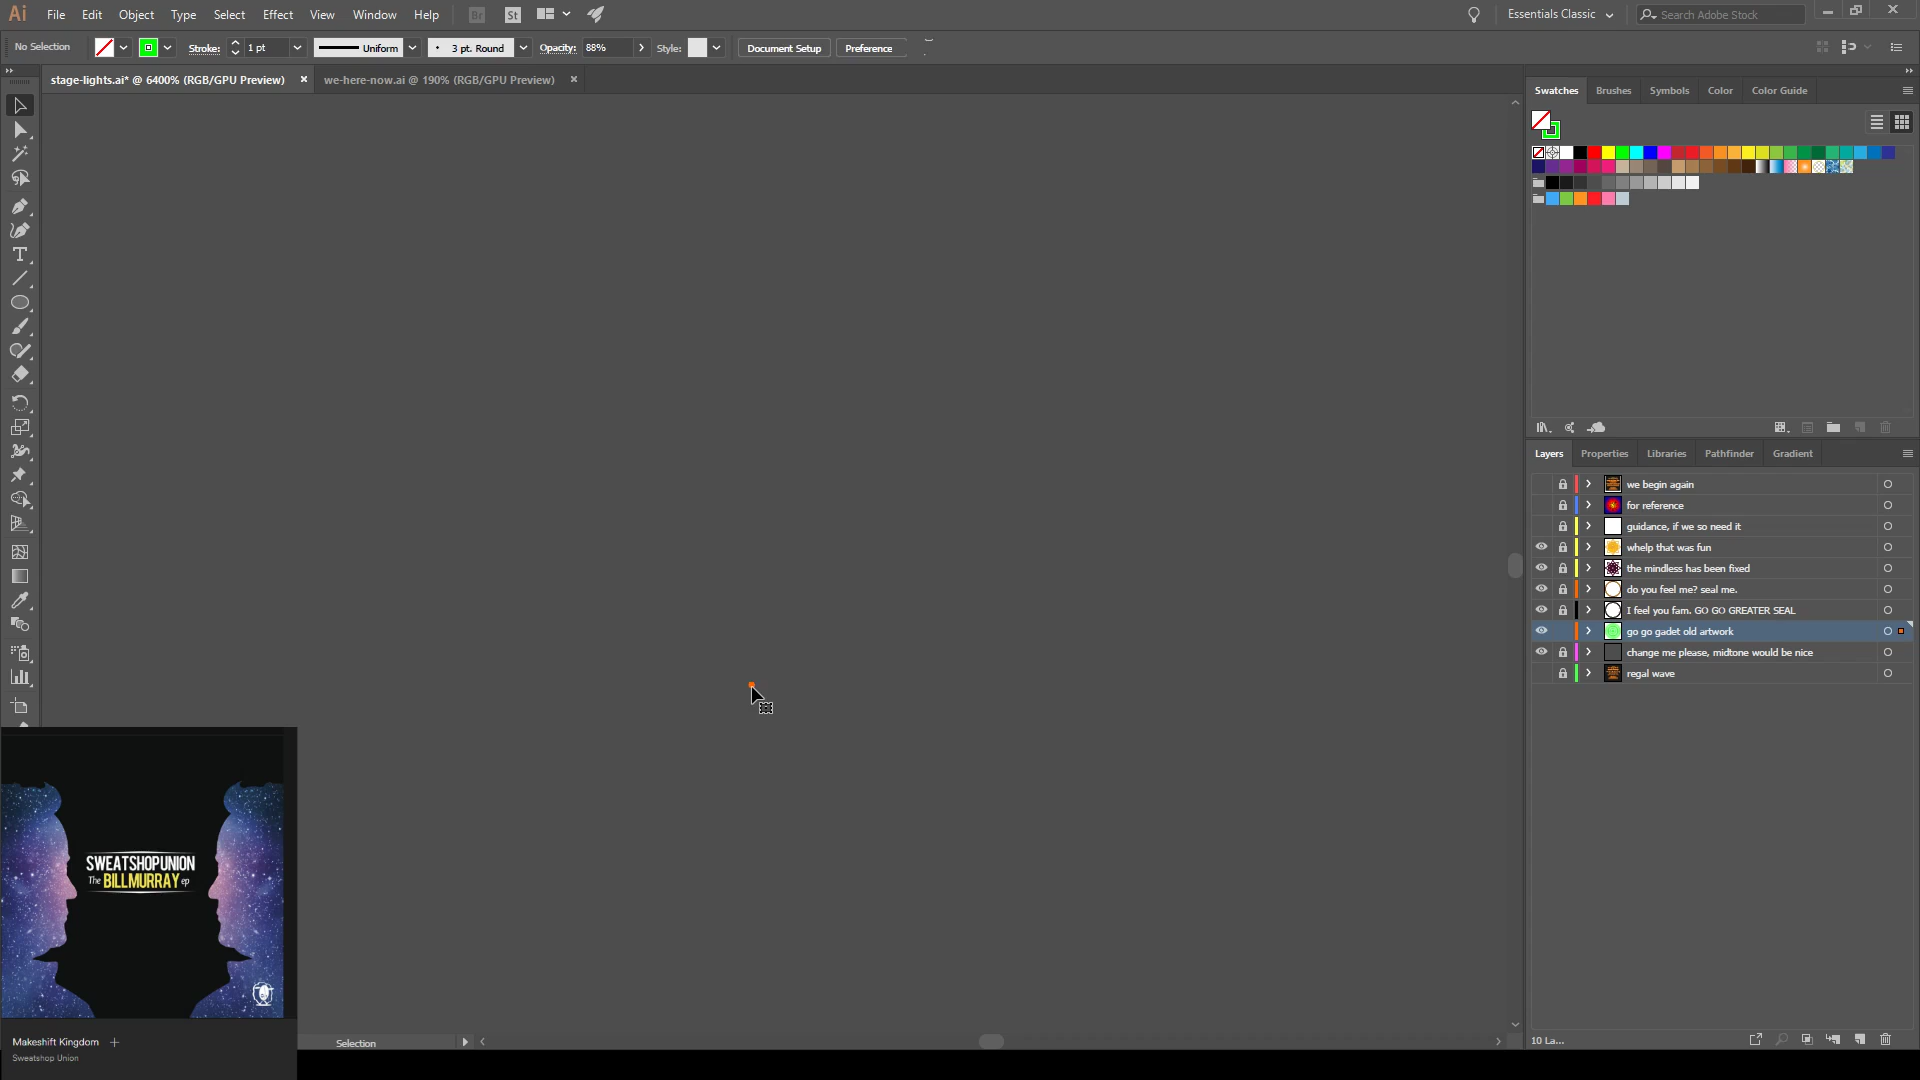 Ai File Edit Object Type Select Effect View Window Help Br St Essentials Classic Search Adobe Stock
No Selection Stroke: 1 pt Uniform 3 pt. Round Opacity: 88% Style: Document Setup Preference
stage-lights.ai* @ 6400% (RGB/GPU Preview) × we-here-now.ai @ 190% (RGB/GPU Preview) ×
Swatches Brushes Symbols Color Color Guide
Layers Properties Libraries Pathfinder Gradient
we begin again
for reference
guidance, if we so need it
whelp that was fun
the mindless has been fixed
do you feel me? seal me.
I feel you fam. GO GO GREATER SEAL
go go gadet old artwork
change me please, midtone would be nice
regal wave
SWEATSHOPUNION
The BILLMURRAY ep
Makeshift Kingdom +
Sweatshop Union
Selection
10 La...